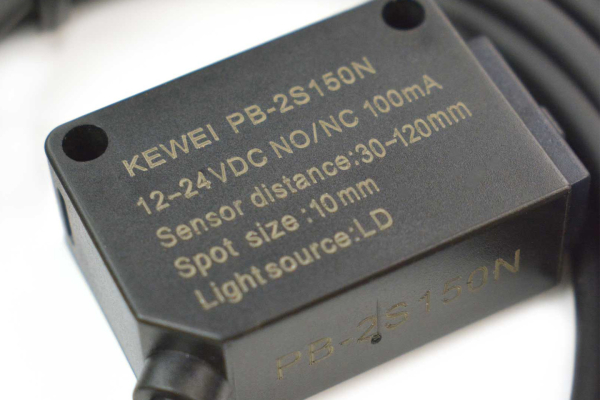 KEWEI PB-2S150N
12-24VDC NO/NC 100mA
Sensor distance:30-120mm
Spot size :10mm
Lightsource:LD
PB-2S150N